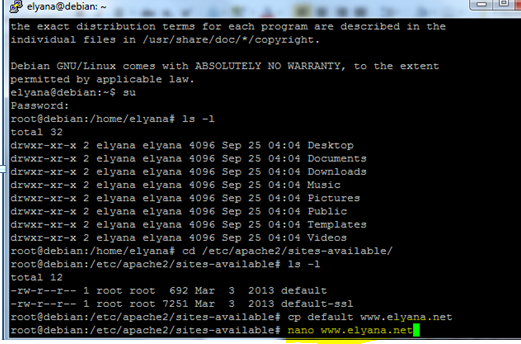 elyana@debian: ~
the exact distribution terms for each program are described in the
individual files in /usr/share/doc/*/copyright.
Debian GNU/Linux comes with ABSOLUTELY NO WARRANTY, to the extent
permitted by applicable law.
elyana@debian:~$ su
Password:
root@debian:/home/elyana# ls -l
total 32
drwxr-xr-x 2 elyana elyana 4096 Sep 25 04:04 Desktop
drwxr-xr-x 2 elyana elyana 4096 Sep 25 04:04 Documents
drwxr-xr-x 2 elyana elyana 4096 Sep 25 04:04 Downloads
drwxr-xr-x 2 elyana elyana 4096 Sep 25 04:04 Music
drwxr-xr-x 2 elyana elyana 4096 Sep 25 04:04 Pictures
drwxr-xr-x 2 elyana elyana 4096 Sep 25 04:04 Public
drwxr-xr-x 2 elyana elyana 4096 Sep 25 04:04 Templates
drwxr-xr-x 2 elyana elyana 4096 Sep 25 04:04 Videos
root@debian:/home/elyana# cd /etc/apache2/sites-available/
root@debian:/etc/apache2/sites-available# ls -l
total 12
-rw-r--r-- 1 root root  692 Mar  3  2013 default
-rw-r--r-- 1 root root 7251 Mar  3  2013 default-ssl
root@debian:/etc/apache2/sites-available# cp default www.elyana.net
root@debian:/etc/apache2/sites-available# nano www.elyana.net